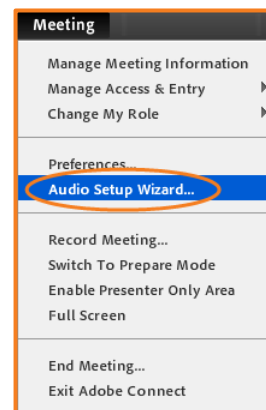 Meeting
Manage Meeting Information
Manage Access & Entry
Change My Role
Preferences...
Audio Setup Wizard...
Record Meeting...
Switch To Prepare Mode
Enable Presenter Only Area
Full Screen
End Meeting...
Exit Adobe Connect